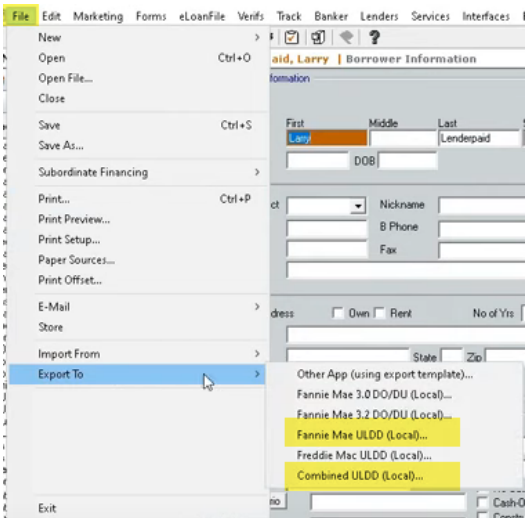 File Edit Marketing Forms eLoanFile Verifs Track Banker Lenders Services Interfaces
New
Open Ctrl+O
Open File...
Close
Save Ctrl+S
Save As...
Subordinate Financing
Print... Ctrl+P
Print Preview...
Print Setup...
Paper Sources...
Print Offset...
E-Mail
Store
Import From
Export To
Exit
aid, Larry | Borrower Information
First Middle Last
Larry Lenderpaid
DOB
Nickname
B Phone
Fax
Own Rent No of Yrs
State Zip
Other App (using export template)...
Fannie Mae 3.0 DO/DU (Local)...
Fannie Mae 3.2 DO/DU (Local)...
Fannie Mae ULDD (Local)...
Freddie Mac ULDD (Local)...
Combined ULDD (Local)...
Cash-O